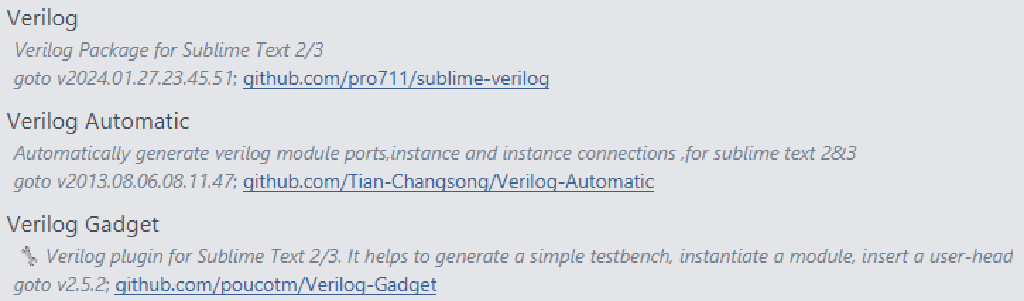 Verilog
Verilog Package for Sublime Text 2/3
goto v2024.01.27.23.45.51; github.com/pro711/sublime-verilog
Verilog Automatic
Automatically generate verilog module ports,instance and instance connections ,for sublime text 2&3
goto v2013.08.06.08.11.47; github.com/Tian-Changsong/Verilog-Automatic
Verilog Gadget
Verilog plugin for Sublime Text 2/3. It helps to generate a simple testbench, instantiate a module, insert a user-head
goto v2.5.2; github.com/poucotm/Verilog-Gadget